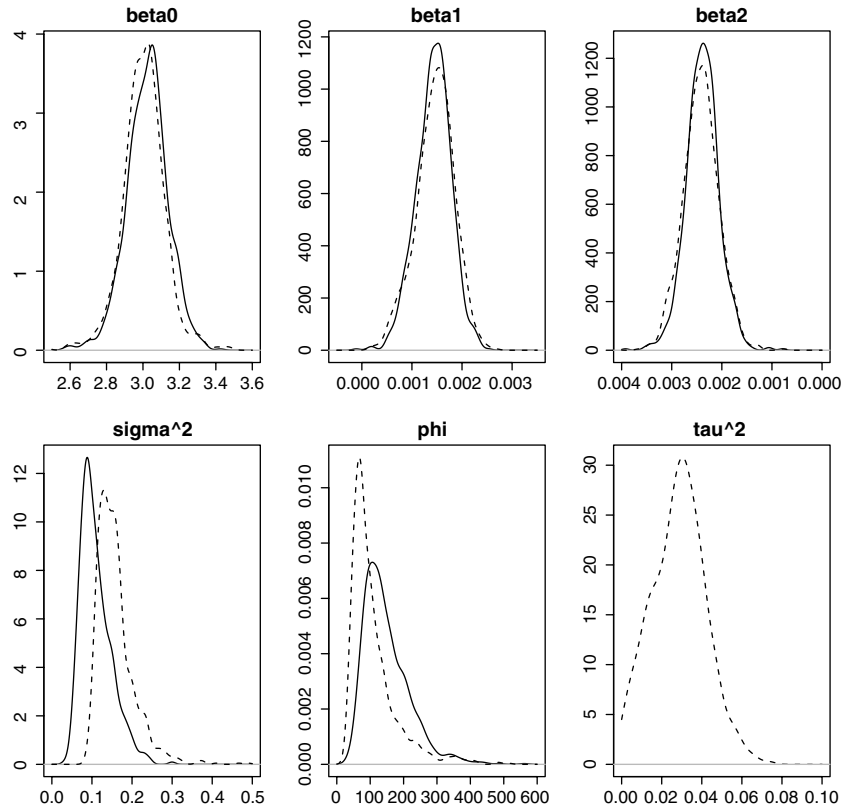 beta0
beta1
beta2
0 1 2 3 4
0 200 400 600 800 1000 1200
0 200 400 600 800 1000 1200
2.6 2.8 3.0 3.2 3.4 3.6
0.000 0.001 0.002 0.003
0.004 0.003 0.002 0.001 0.000
sigma^2
phi
tau^2
0 2 4 6 8 10 12
0.000 0.002 0.004 0.006 0.008 0.010
0 5 10 15 20 25 30
0.0 0.1 0.2 0.3 0.4 0.5
0 100 200 300 400 500 600
0.00 0.02 0.04 0.06 0.08 0.10